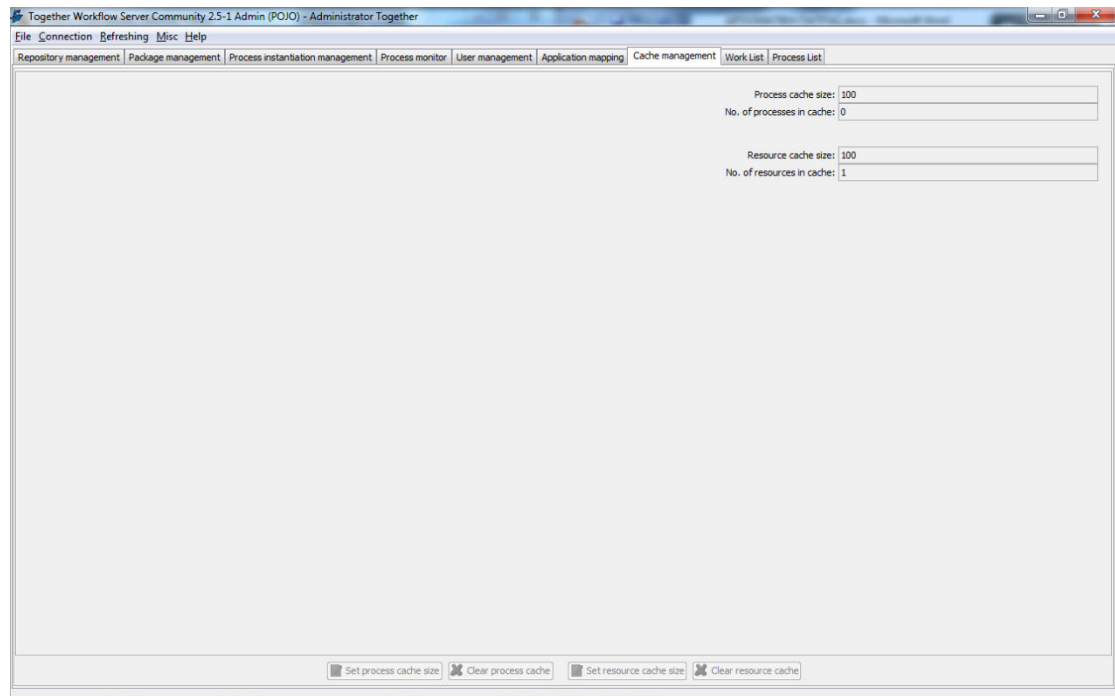 Together Workflow Server Community 2.5-1 Admin (POJO) - Administrator Together
File Connection Refreshing Misc Help
Repository management Package management Process instantiation management Process monitor User management Application mapping Cache management Work List Process List
Process cache size: 100
No. of processes in cache: 0
Resource cache size: 100
No. of resources in cache: 1
Set process cache size Clear process cache Set resource cache size Clear resource cache